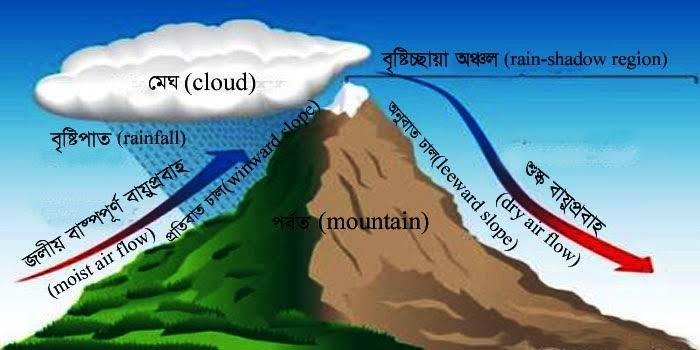 মেঘ (cloud)
বৃষ্টিচ্ছায়া অঞ্চল (rain-shadow region)
বৃষ্টিপাত (rainfall)
জলীয় বাষ্পপূর্ণ বায়ুপ্রবাহ
(moist air flow)
প্রতিবাত ঢাল(winward slope)
পর্বত (mountain)
অনুবাত ঢাল(leeward slope)
শুষ্ক বায়ুপ্রবাহ
(dry air flow)